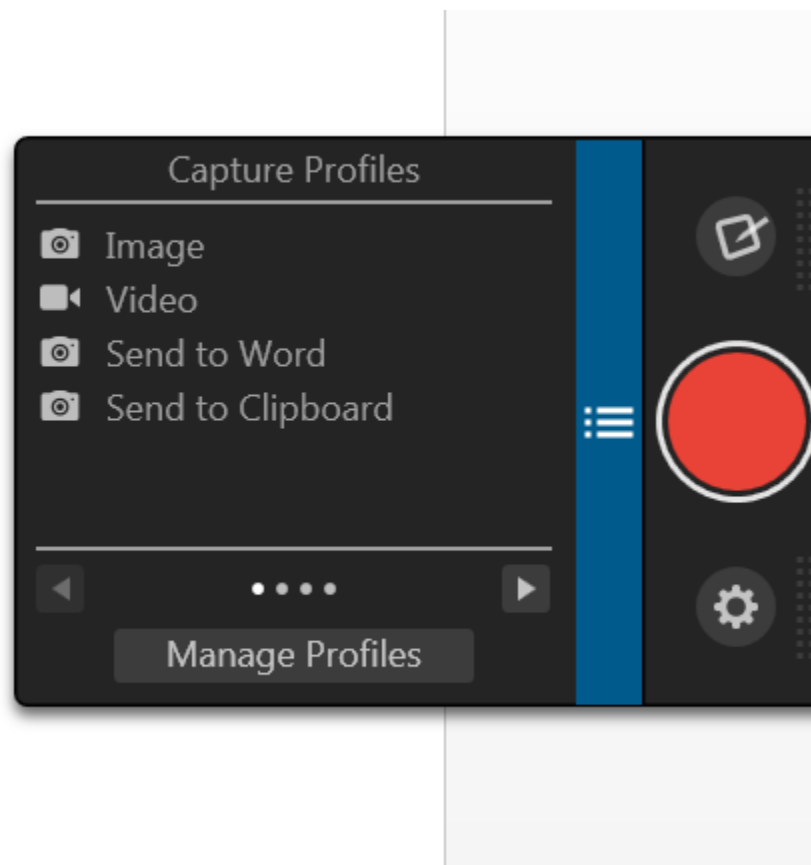 Capture Profiles
Image
Video
Send to Word
Send to Clipboard
Manage Profiles